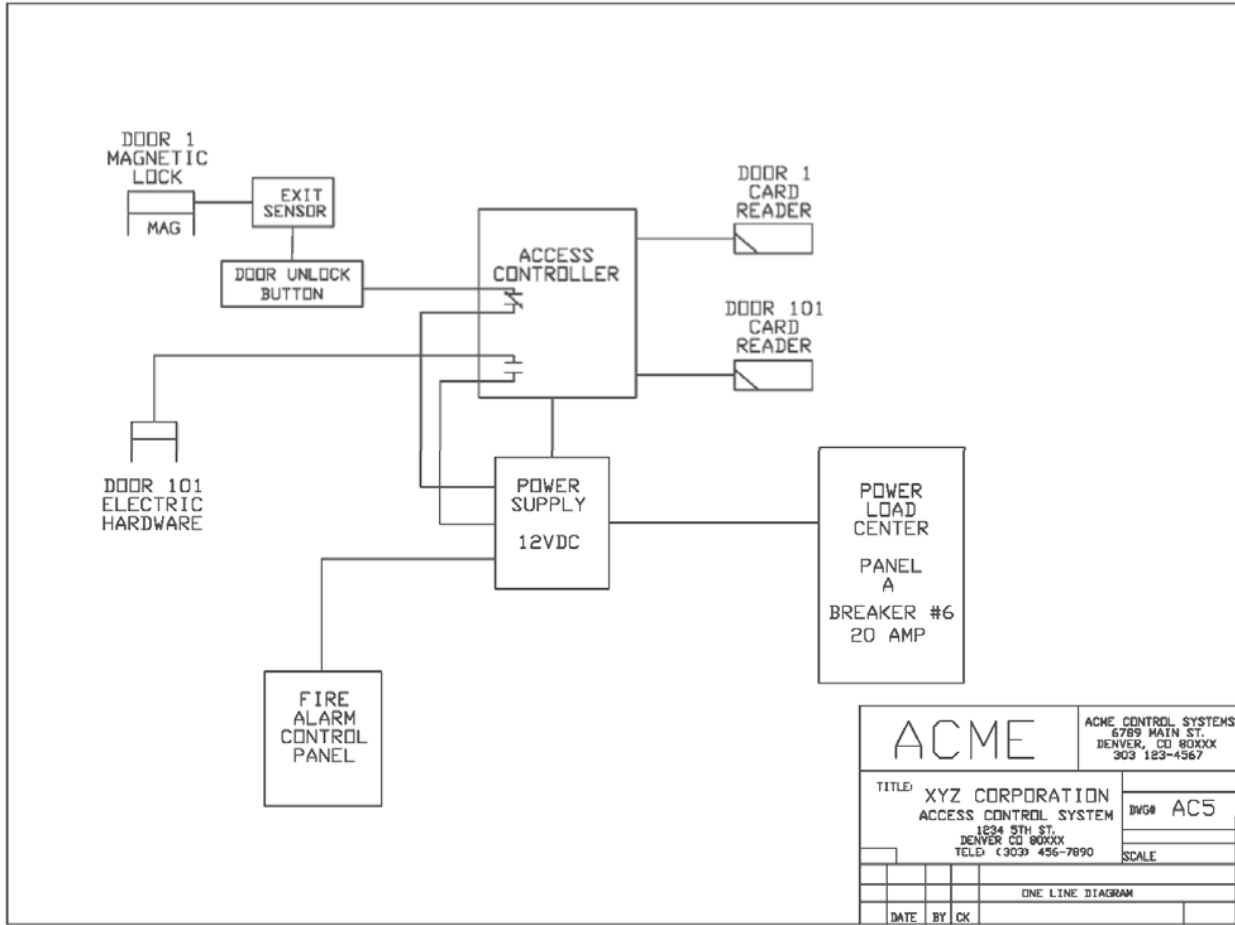 DOOR 1
MAGNETIC
LOCK
MAG
EXIT
SENSOR
DOOR UNLOCK
BUTTON
ACCESS
CONTROLLER
DOOR 1
CARD
READER
DOOR 101
CARD
READER
DOOR 101
ELECTRIC
HARDWARE
POWER
SUPPLY
12VDC
POWER
LOAD
CENTER
PANEL
A
BREAKER #6
20 AMP
FIRE
ALARM
CONTROL
PANEL
ACME
ACME CONTROL SYSTEMS
6789 MAIN ST.
DENVER, CO 80XXX
303 123-4567
TITLE:
XYZ CORPORATION
ACCESS CONTROL SYSTEM
1234 5TH ST.
DENVER CO 80XXX
TELE: (303) 456-7890
DWG# AC5
SCALE
ONE LINE DIAGRAM
DATE BY CK